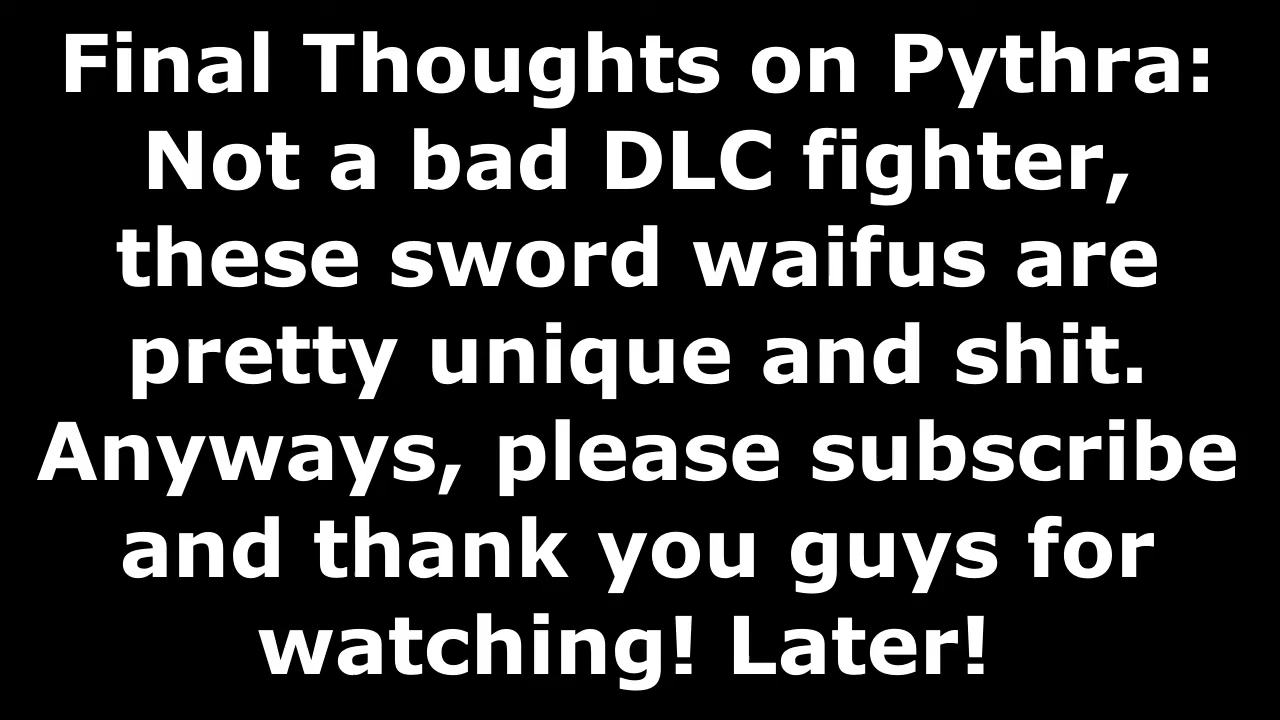 Final Thoughts on Pythra:
Not a bad DLC fighter,
these sword waifus are
pretty unique and shit.
Anyways, please subscribe
and thank you guys for
watching! Later!